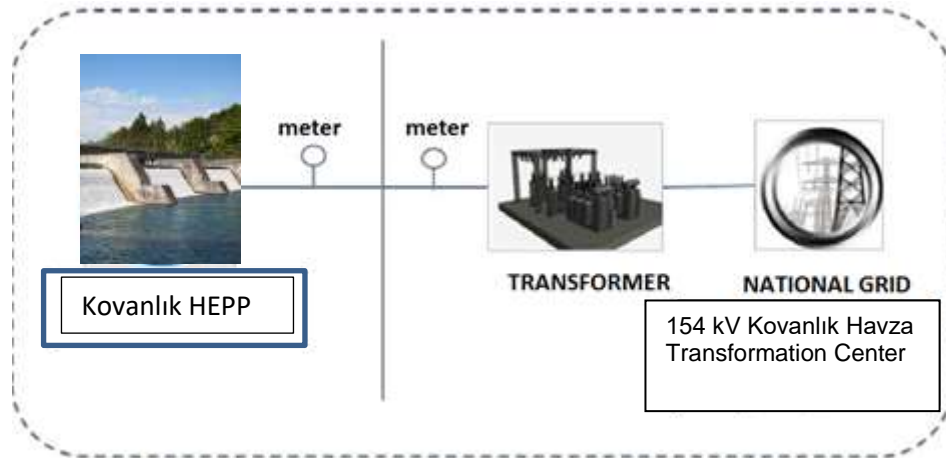 meter
meter
TRANSFORMER
NATIONAL GRID
Kovanlık HEPP
154 kV Kovanlık Havza
Transformation Center